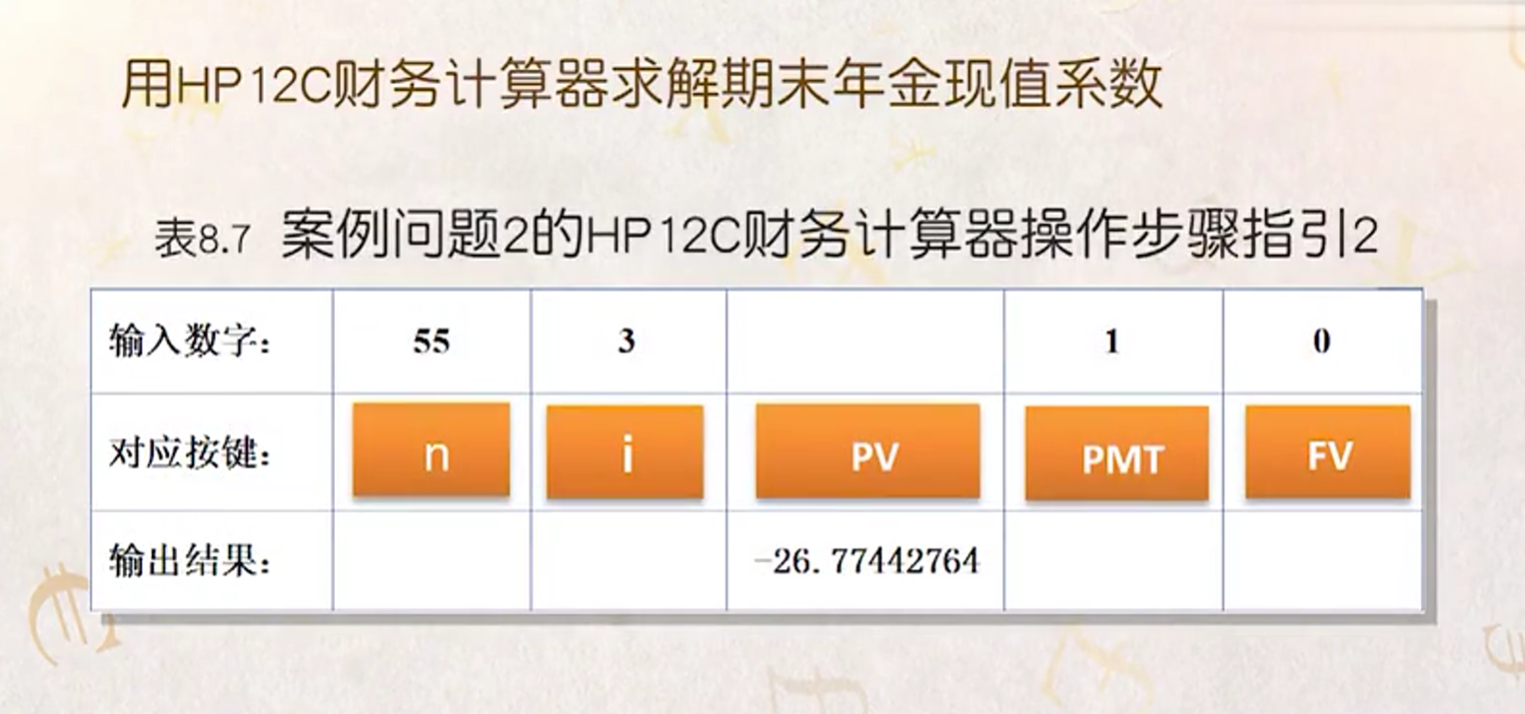 用HP12C财务计算器求解期末年金现值系数
表8.7 案例问题2的HP12C财务计算器操作步骤指引2
输入数字： 55 3 1 0
对应按键： n i PV PMT FV
输出结果： -26.77442764